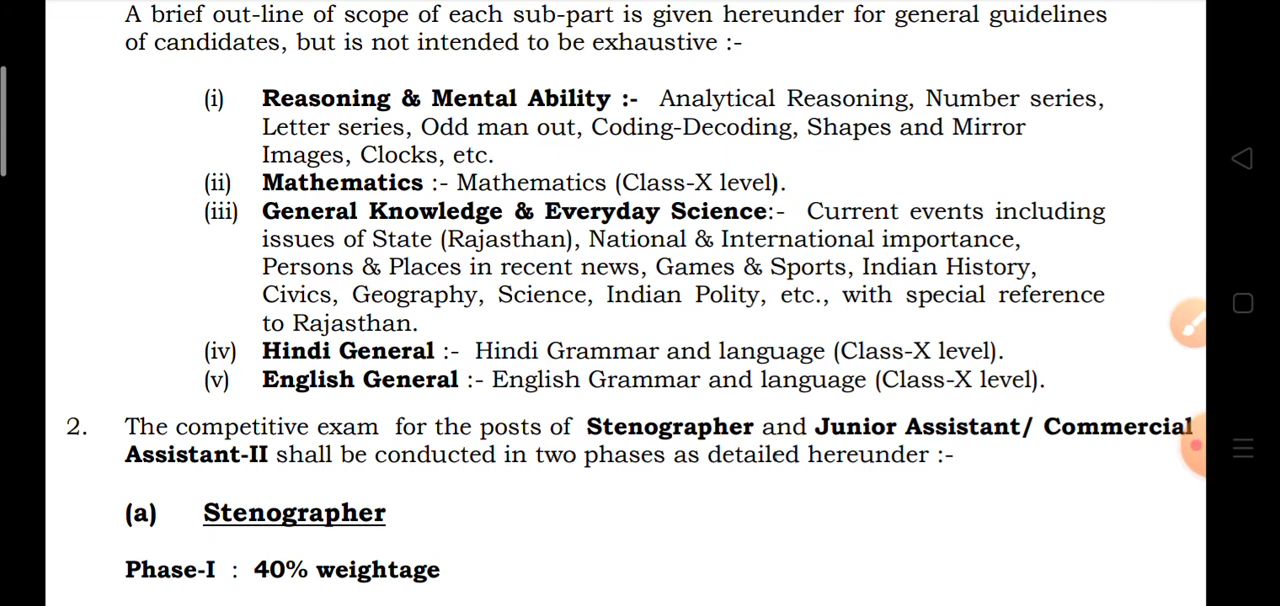 A brief out-line of scope of each sub-part is given hereunder for general guidelines
of candidates, but is not intended to be exhaustive :-
(i) Reasoning & Mental Ability :- Analytical Reasoning, Number series,
Letter series, Odd man out, Coding-Decoding, Shapes and Mirror
Images, Clocks, etc.
(ii) Mathematics :- Mathematics (Class-X level).
(iii) General Knowledge & Everyday Science:- Current events including
issues of State (Rajasthan), National & International importance,
Persons & Places in recent news, Games & Sports, Indian History,
Civics, Geography, Science, Indian Polity, etc., with special reference
to Rajasthan.
(iv) Hindi General :- Hindi Grammar and language (Class-X level).
(v) English General :- English Grammar and language (Class-X level).
2. The competitive exam for the posts of Stenographer and Junior Assistant/ Commercial
Assistant-II shall be conducted in two phases as detailed hereunder :-
(a) Stenographer
Phase-I : 40% weightage